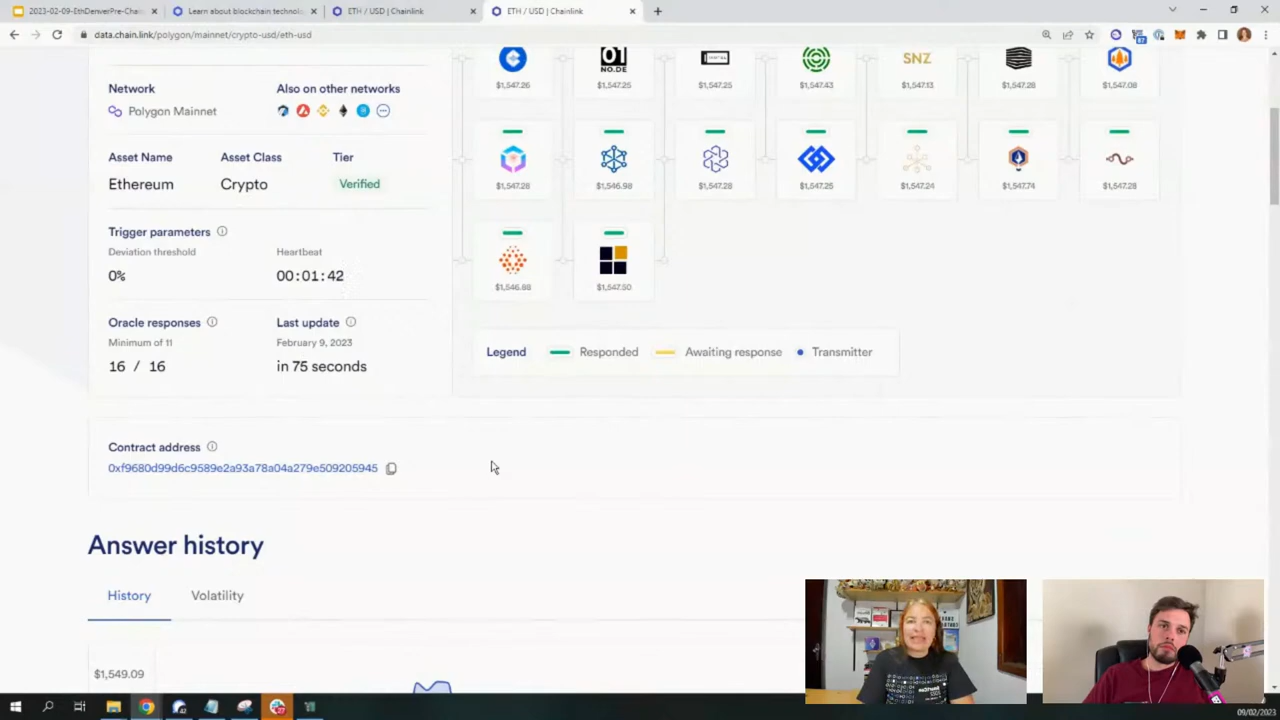 2023-02-09-EthDenverPre-Chain
Learn about blockchain technolo
ETH / USD | Chainlink
ETH / USD | Chainlink
data.chain.link/polygon/mainnet/crypto-usd/eth-usd
01
NO.DE
SNZ
$1,547.26
$1,547.25
$1,547.25
$1,547.43
$1,547.13
$1,547.28
$1,547.08
Network
Also on other networks
Polygon Mainnet
Asset Name
Asset Class
Tier
Ethereum
Crypto
Verified
$1,547.28
$1,546.98
$1,547.28
$1,547.25
$1,547.24
$1,547.74
$1,547.28
Trigger parameters
Deviation threshold
Heartbeat
0%
00:01:42
$1,546.88
$1,547.50
Oracle responses
Last update
Minimum of 11
February 9, 2023
16 / 16
in 75 seconds
Legend
Responded
Awaiting response
Transmitter
Contract address
0xf9680d99d6c9589e2a93a78a04a279e509205945
Answer history
History
Volatility
$1,549.09
09/02/2023